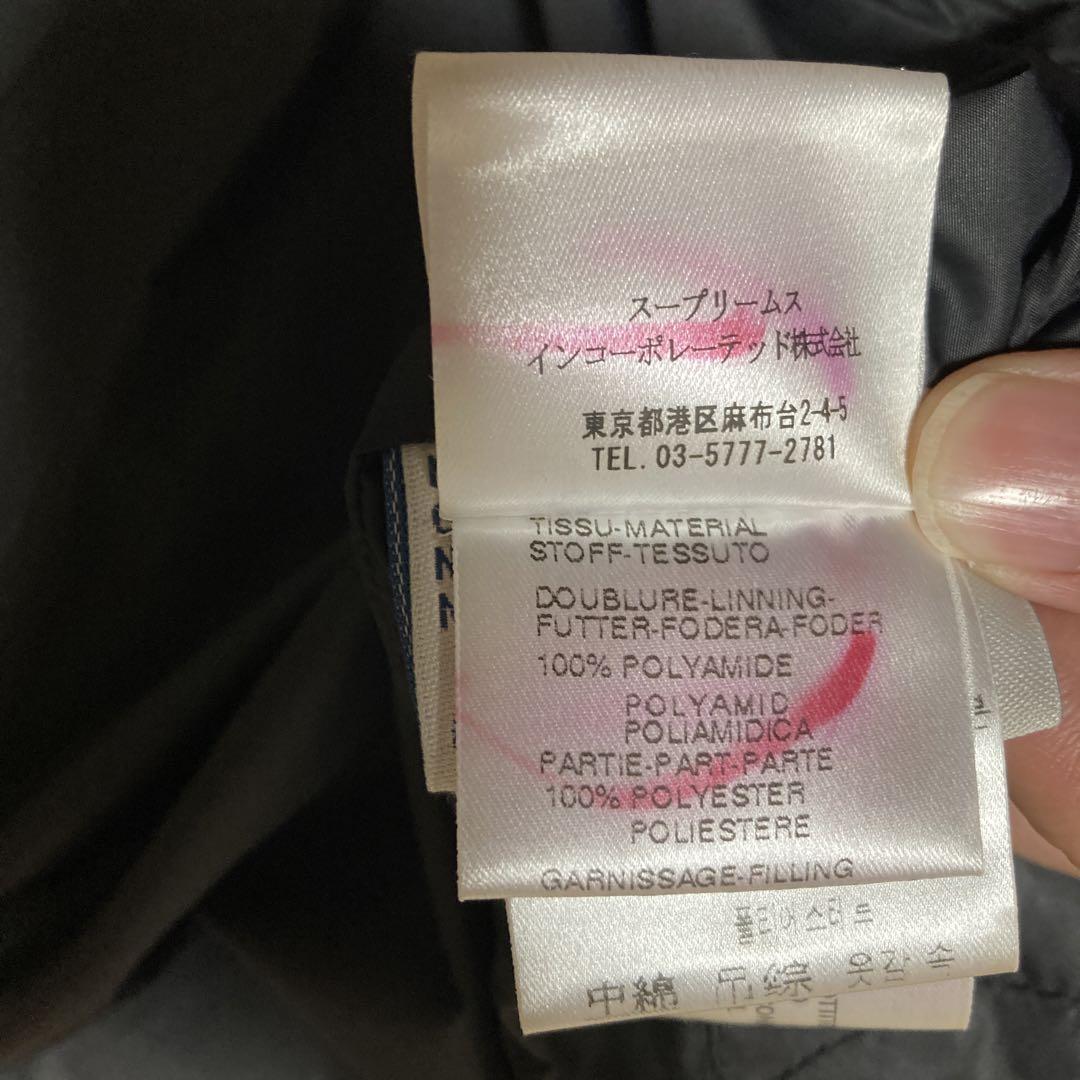 スープリームス
インコーポレーテッド株式会社
東京都港区麻布台2-4-5
TEL. 03-5777-2781
TISSU-MATERIAL
STOFF-TESSUTO
DOUBLURE-LINNING-
FUTTER-FODERA-FODER
100% POLYAMIDE
POLYAMID
POLIAMIDICA
PARTIE-PART-PARTE
100% POLYESTER
POLIESTERE
GARNISSAGE-FILLING
中綿